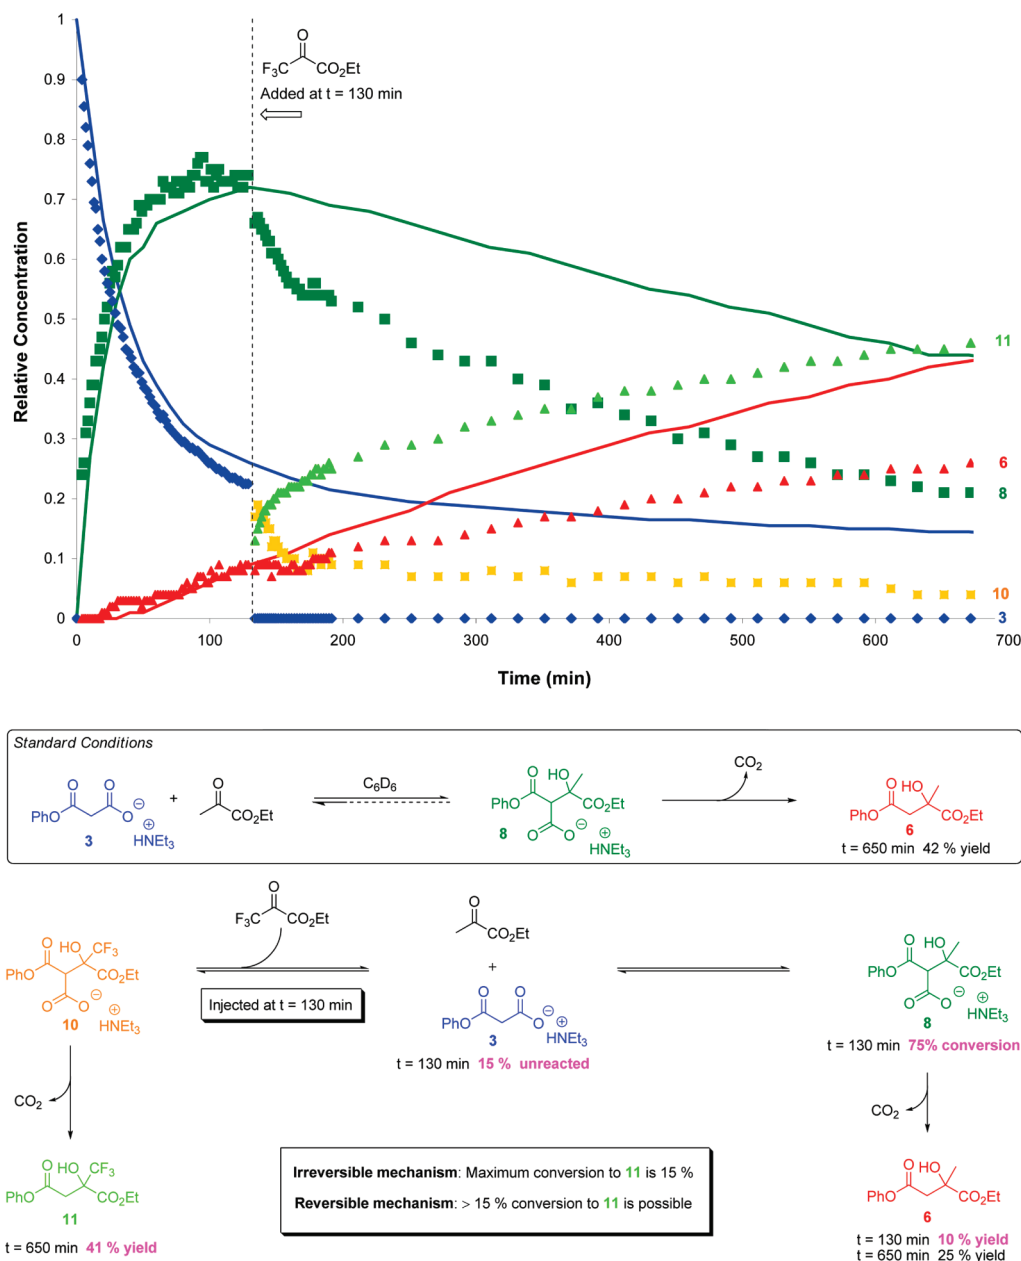 1
0.9
0.8
0.7
0.6
0.5
0.4
0.3
0.2
0.1
0
Relative Concentration
O
F₃C CO₂Et
Added at t = 130 min
11
6
8
10
3
0 100 200 300 400 500 600 700
Time (min)
Standard Conditions
O O
PhO O ⊖
3 ⊕
HNEt₃
+
O
CO₂Et
C₆D₆
O HO
PhO CO₂Et
O O ⊖
8 ⊕
HNEt₃
CO₂
O HO
PhO CO₂Et
6
t = 650 min 42 % yield
O HO CF₃
PhO CO₂Et
O O ⊖
10 ⊕
HNEt₃
O
F₃C CO₂Et
Injected at t = 130 min
O
CO₂Et
+
O O
PhO O ⊖
3 ⊕
HNEt₃
t = 130 min 15 % unreacted
O HO
PhO CO₂Et
O O ⊖
8 ⊕
HNEt₃
t = 130 min 75% conversion
CO₂
CO₂
O HO CF₃
PhO CO₂Et
11
t = 650 min 41 % yield
Irreversible mechanism: Maximum conversion to 11 is 15 %
Reversible mechanism: > 15 % conversion to 11 is possible
O HO
PhO CO₂Et
6
t = 130 min 10 % yield
t = 650 min 25 % yield